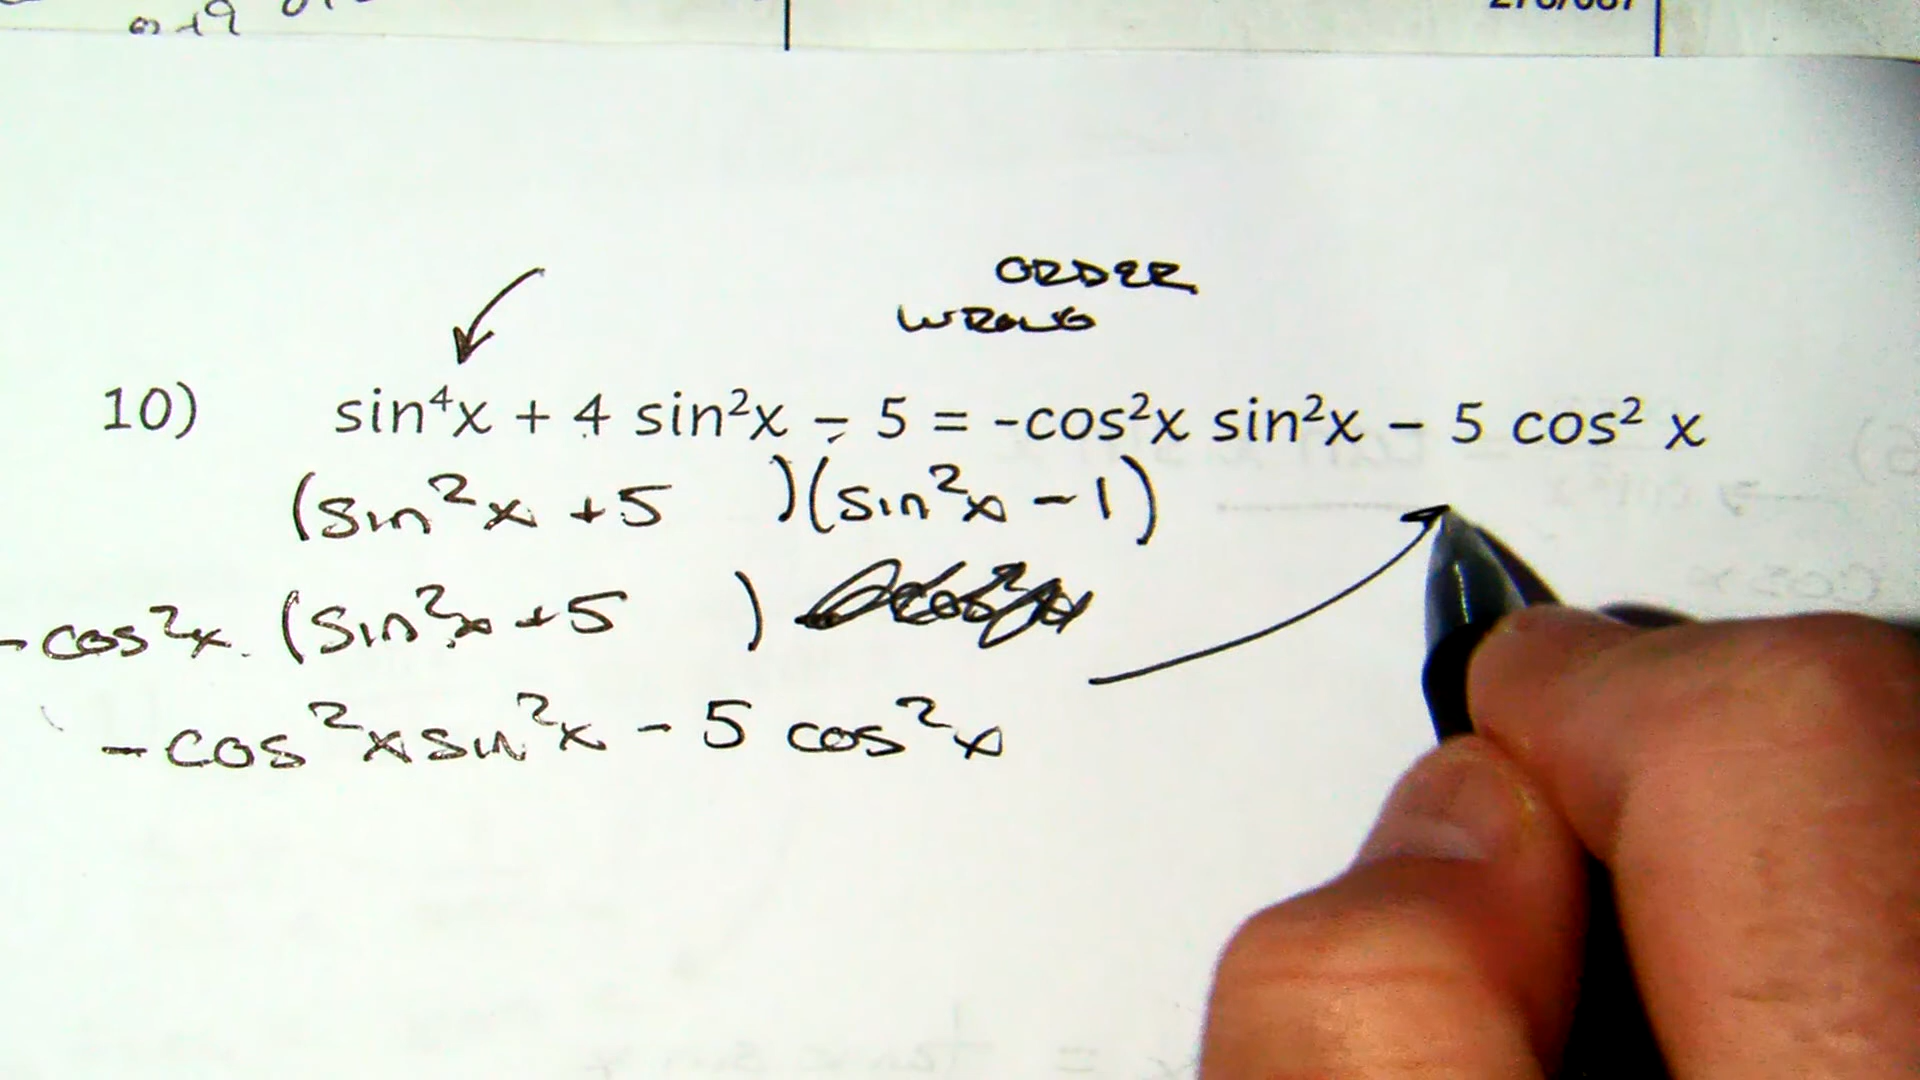 ORDER
WRONG
10) sin⁴x + 4 sin²x – 5 = -cos²x sin²x – 5 cos² x
(sin²x +5 )(sin²x - 1)
-cos²x (sin²x +5 )
-cos²x sin²x - 5 cos²x